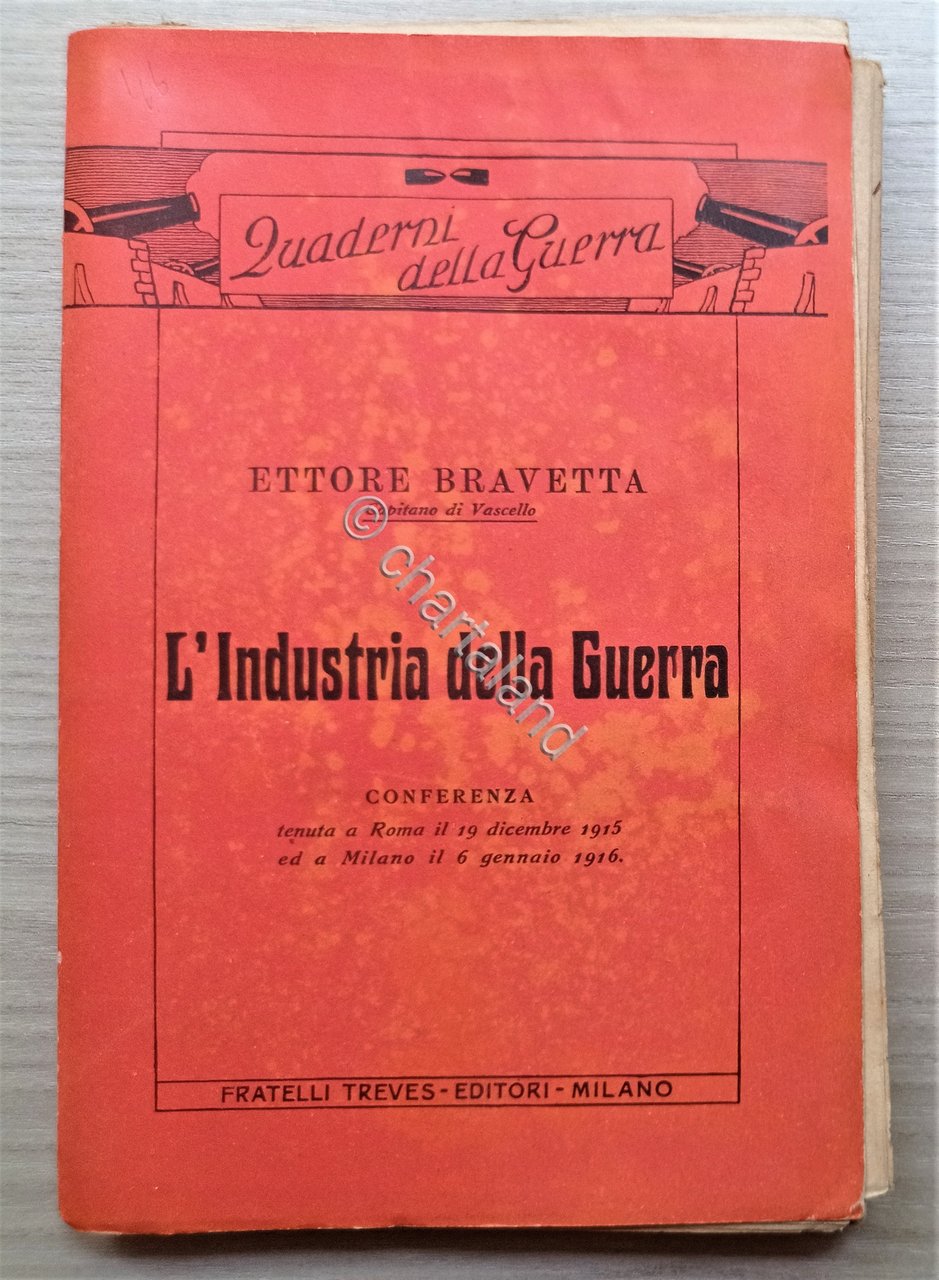 Quaderni
della Guerra
ETTORE BRAVETTA
Capitano di Vascello
© chartaland
L'Industria della Guerra
CONFERENZA
tenuta a Roma il 19 dicembre 1915
ed a Milano il 6 gennaio 1916.
FRATELLI TREVES-EDITORI-MILANO